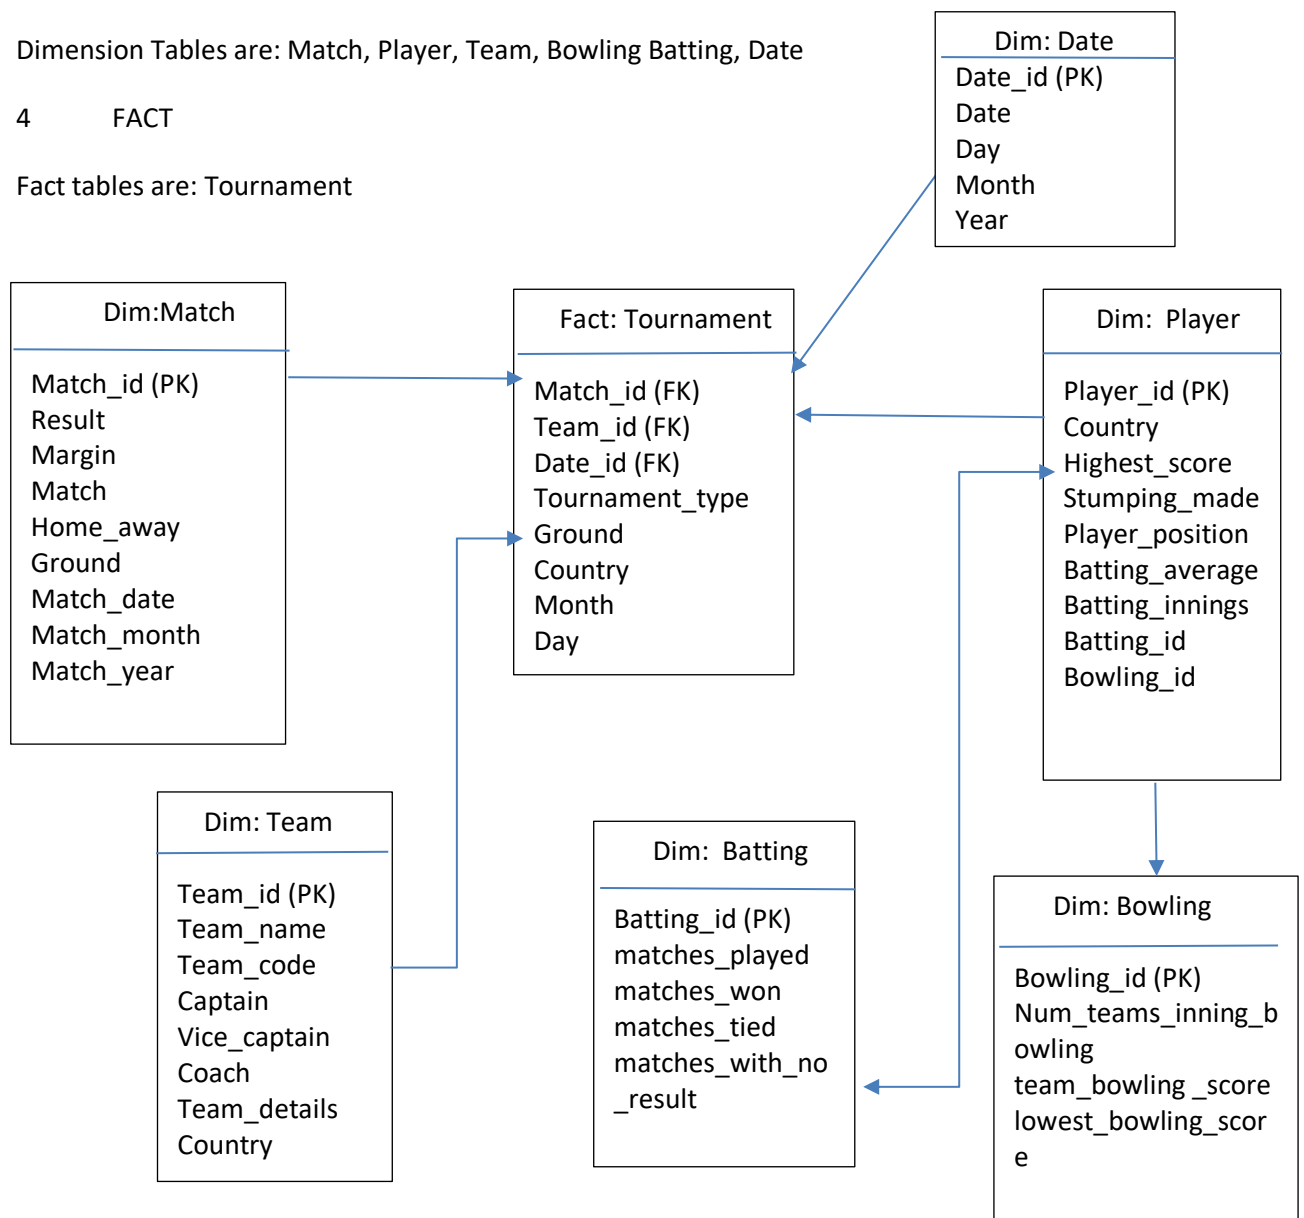 Dimension Tables are: Match, Player, Team, Bowling Batting, Date
4 FACT
Fact tables are: Tournament
Dim: Date
Date_id (PK)
Date
Day
Month
Year
Dim:Match
Match_id (PK)
Result
Margin
Match
Home_away
Ground
Match_date
Match_month
Match_year
Fact: Tournament
Match_id (FK)
Team_id (FK)
Date_id (FK)
Tournament_type
Ground
Country
Month
Day
Dim: Player
Player_id (PK)
Country
Highest_score
Stumping_made
Player_position
Batting_average
Batting_innings
Batting_id
Bowling_id
Dim: Team
Team_id (PK)
Team_name
Team_code
Captain
Vice_captain
Coach
Team_details
Country
Dim: Batting
Batting_id (PK)
matches_played
matches_won
matches_tied
matches_with_no
_result
Dim: Bowling
Bowling_id (PK)
Num_teams_inning_b
owling
team_bowling _score
lowest_bowling_scor
e